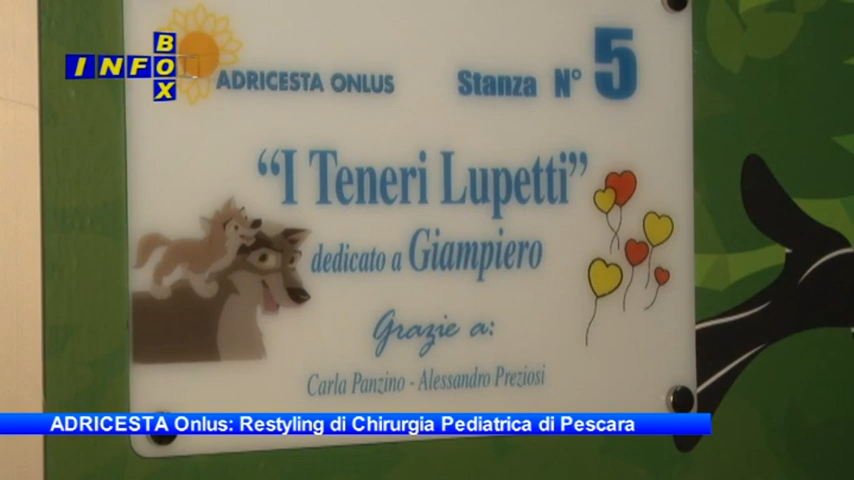 INFO BOX
ADRICESTA ONLUS
Stanza N° 5
“I Teneri Lupetti”
dedicato a Giampiero
Grazie a:
Carla Panzino - Alessandro Preziosi
ADRICESTA Onlus: Restyling di Chirurgia Pediatrica di Pescara